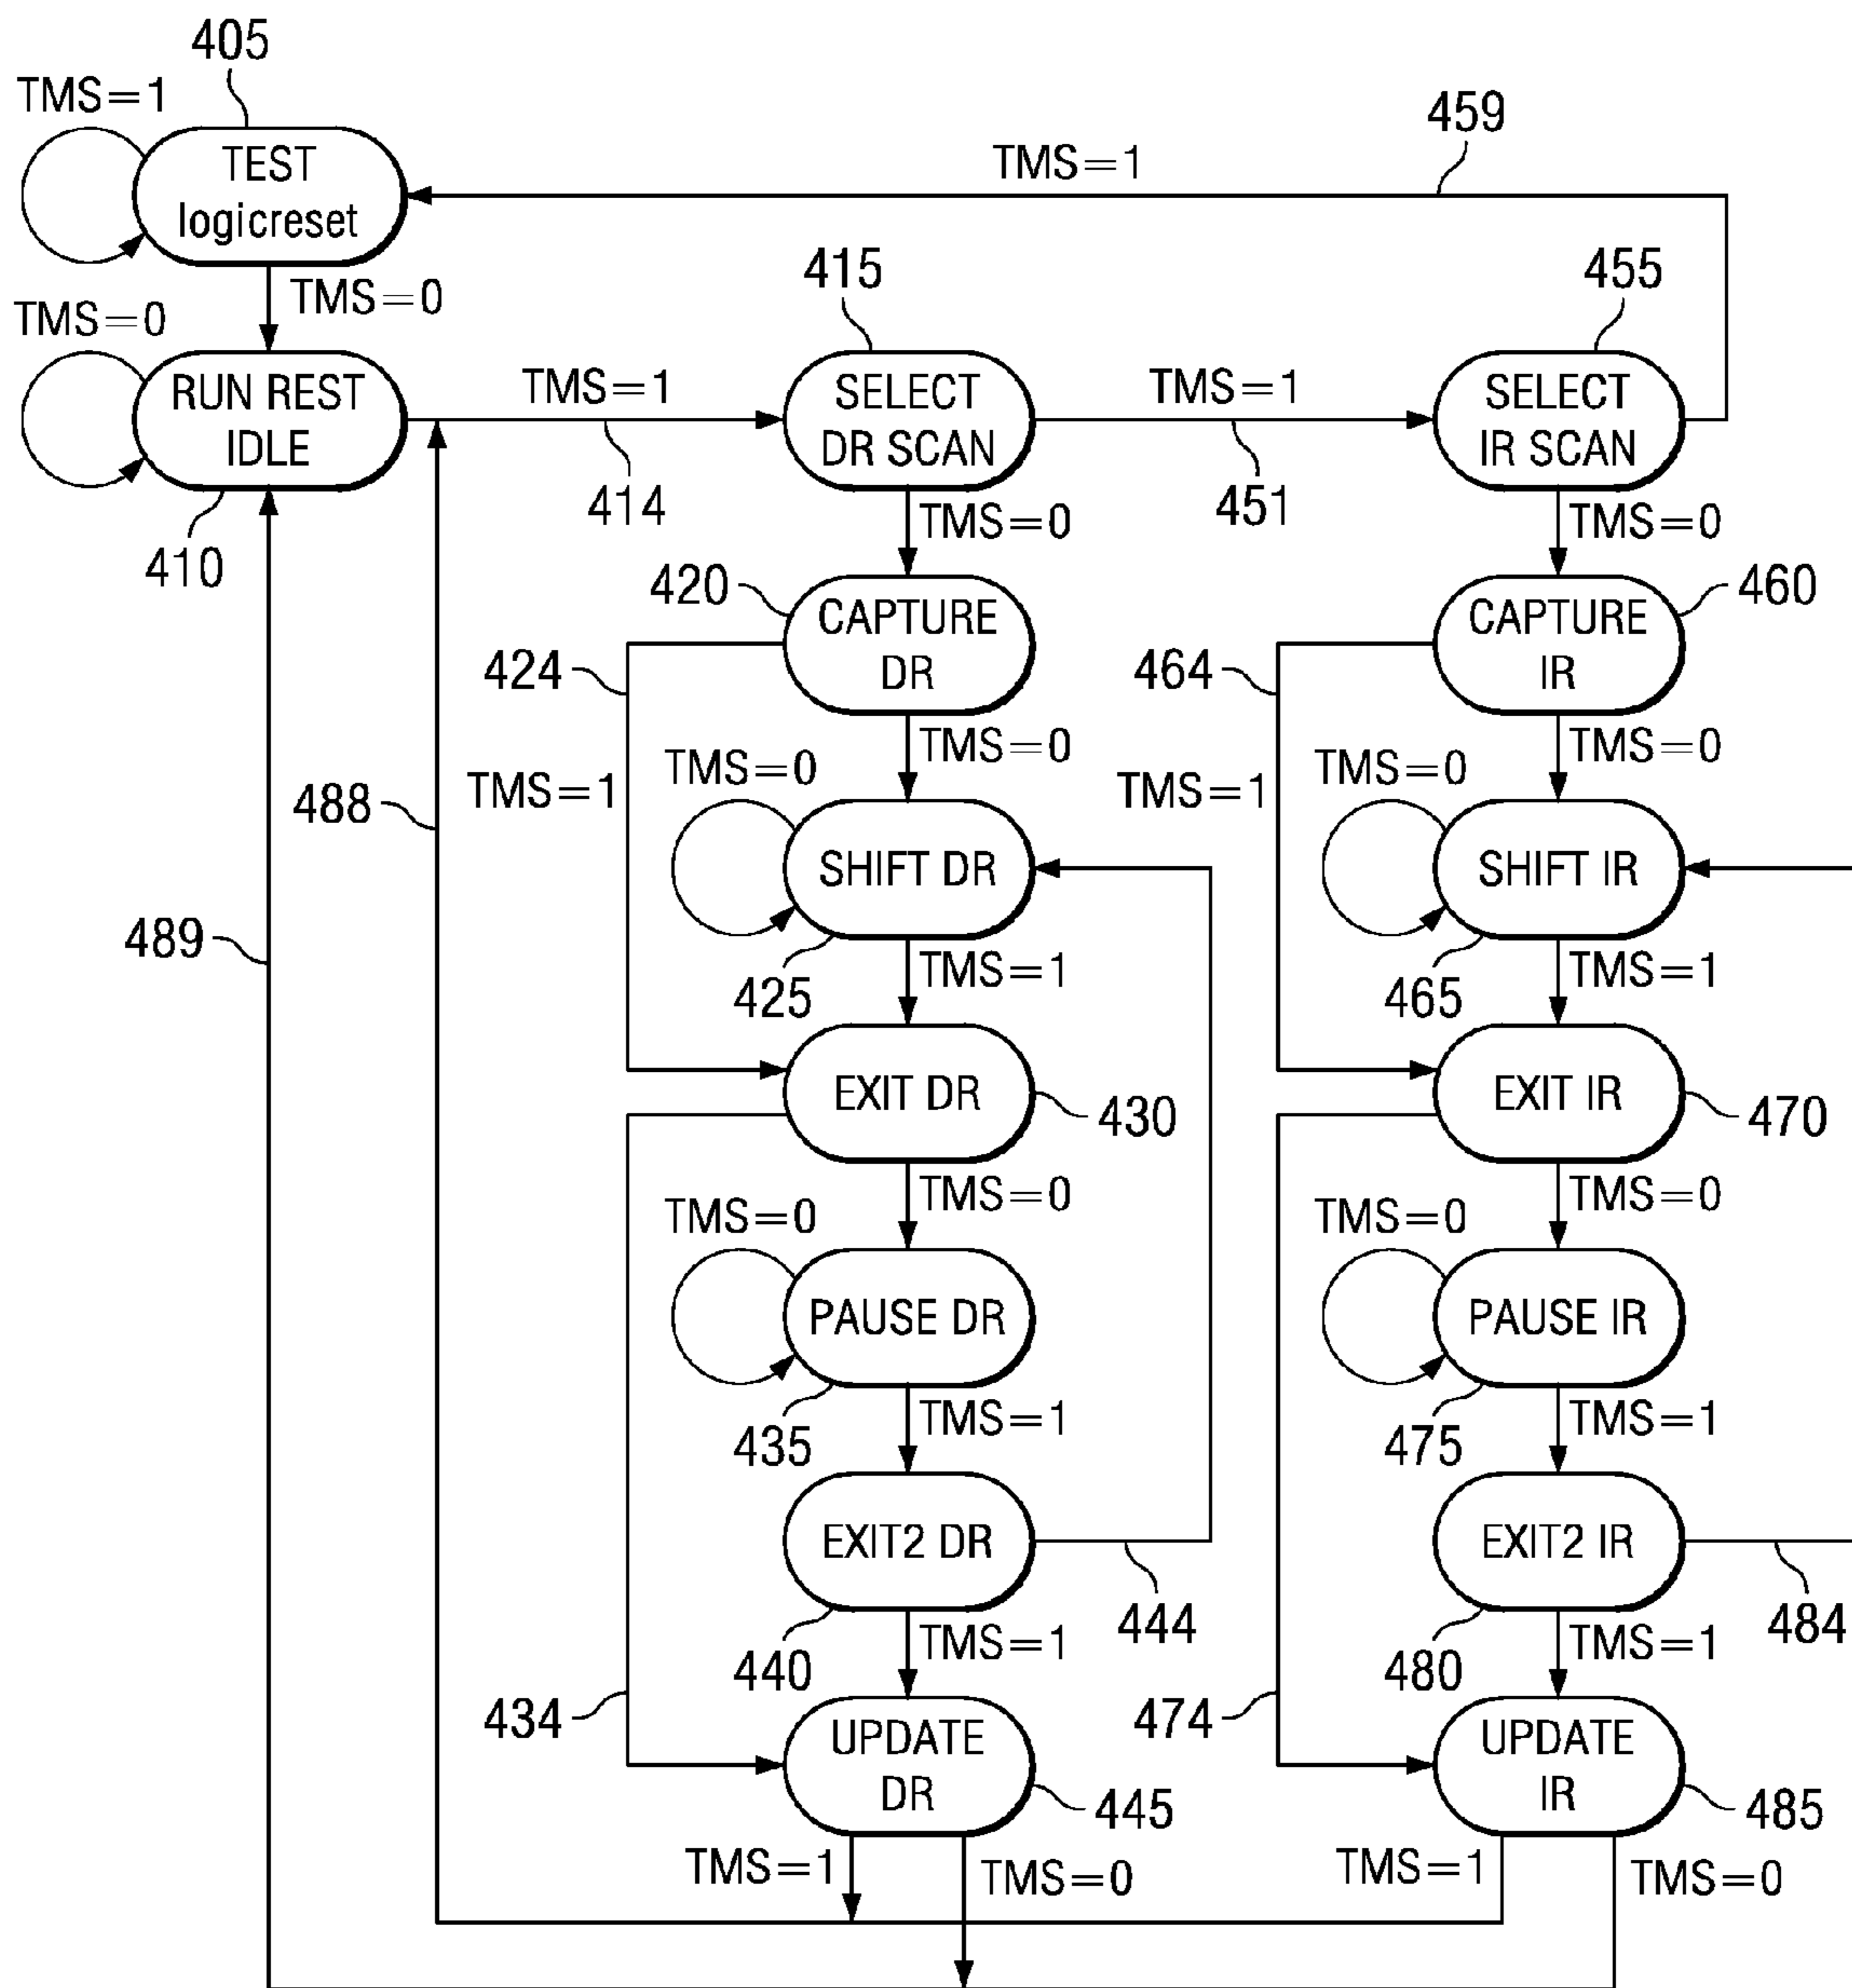 405
TMS=1
459
TMS=1
TEST
logicreset
TMS=0
415
455
TMS=0
RUN REST
IDLE
TMS=1
SELECT
DR SCAN
TMS=1
SELECT
IR SCAN
414
451
410
TMS=0
TMS=0
420
CAPTURE
DR
460
CAPTURE
IR
424
464
TMS=0
TMS=0
TMS=1
TMS=0
TMS=1
TMS=0
488
SHIFT DR
SHIFT IR
489
425
TMS=1
465
TMS=1
EXIT DR
430
EXIT IR
470
TMS=0
TMS=0
TMS=0
TMS=0
PAUSE DR
PAUSE IR
435
TMS=1
475
TMS=1
EXIT2 DR
EXIT2 IR
444
484
440
TMS=1
480
TMS=1
434
474
UPDATE
DR
445
UPDATE
IR
485
TMS=1
TMS=0
TMS=1
TMS=0